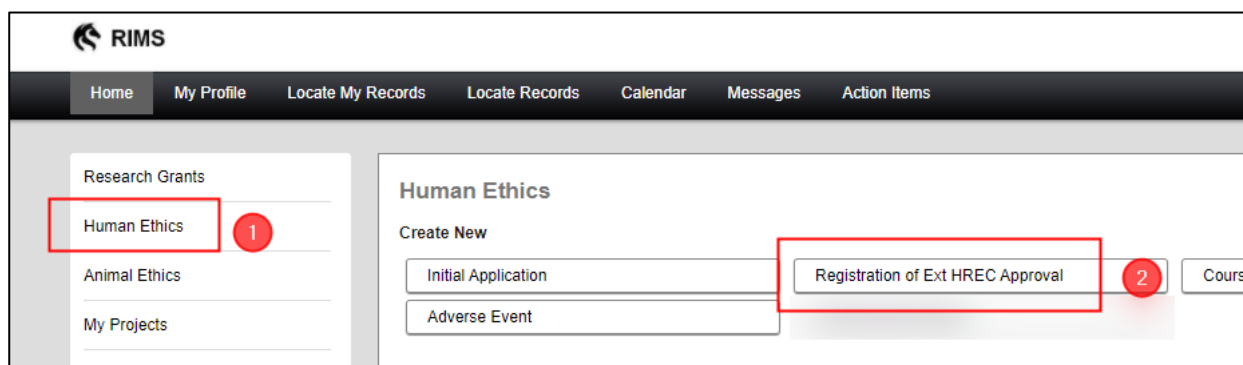 RIMS
Home My Profile Locate My Records Locate Records Calendar Messages Action Items
Research Grants
Human Ethics 1
Animal Ethics
My Projects
Human Ethics
Create New
Initial Application Registration of Ext HREC Approval 2 Cours
Adverse Event